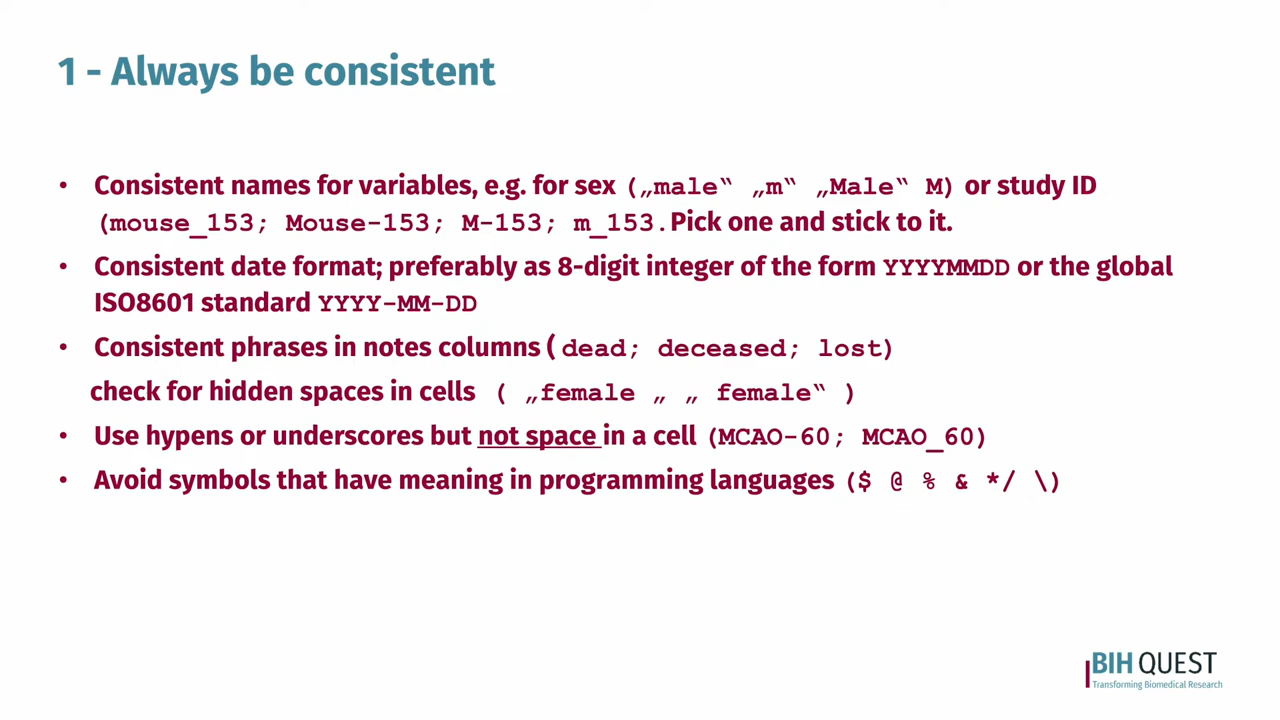 1 - Always be consistent
• Consistent names for variables, e.g. for sex („male‟ „m‟ „Male‟ M) or study ID
(mouse_153; Mouse-153; M-153; m_153. Pick one and stick to it.
• Consistent date format; preferably as 8-digit integer of the form YYYYMMDD or the global
ISO8601 standard YYYY-MM-DD
• Consistent phrases in notes columns (dead; deceased; lost)
check for hidden spaces in cells ( „female „ „ female‟ )
• Use hypens or underscores but not space in a cell (MCAO-60; MCAO_60)
• Avoid symbols that have meaning in programming languages ($ @ % & */ \)
BIH QUEST
Transforming Biomedical Research